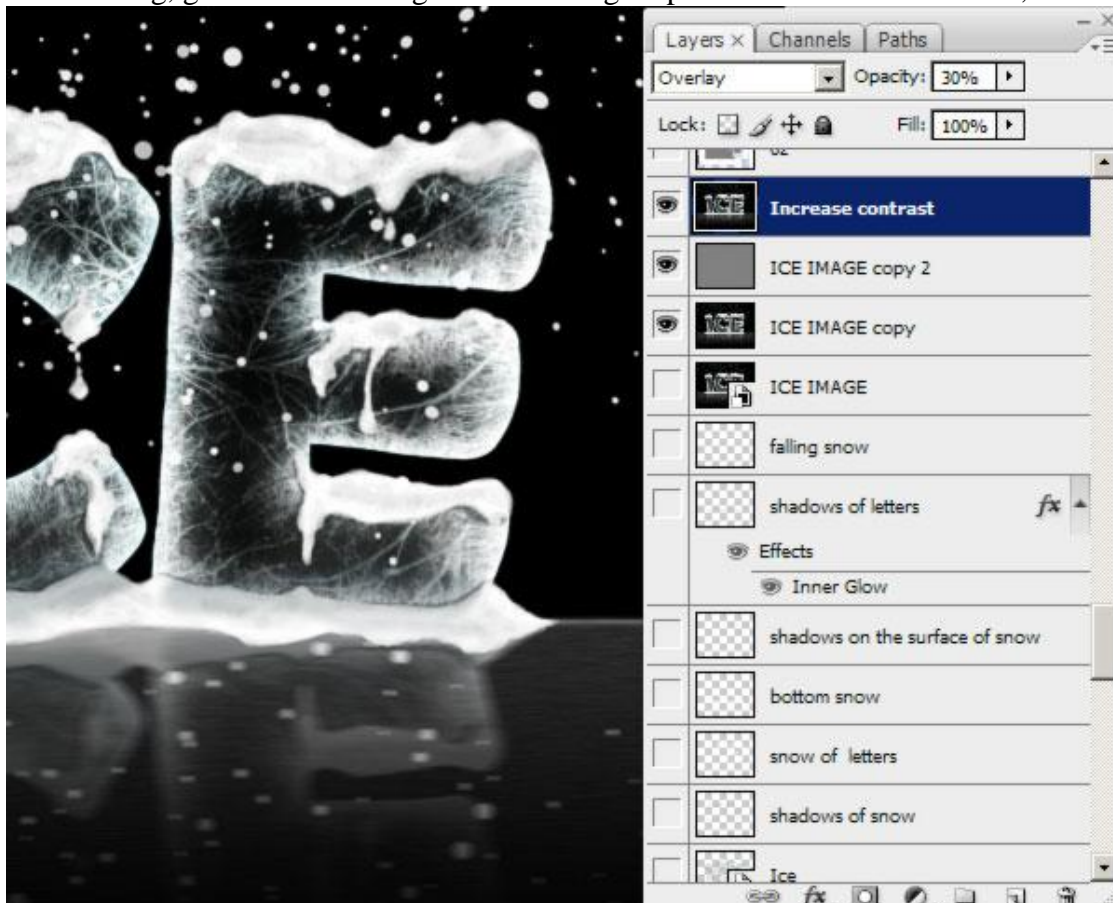 Layers × Channels Paths
Overlay Opacity: 30%
Lock: Fill: 100%
Increase contrast
ICE IMAGE copy 2
ICE IMAGE copy
ICE IMAGE
falling snow
shadows of letters fx
Effects
Inner Glow
shadows on the surface of snow
bottom snow
snow of letters
shadows of snow
Ice
fx